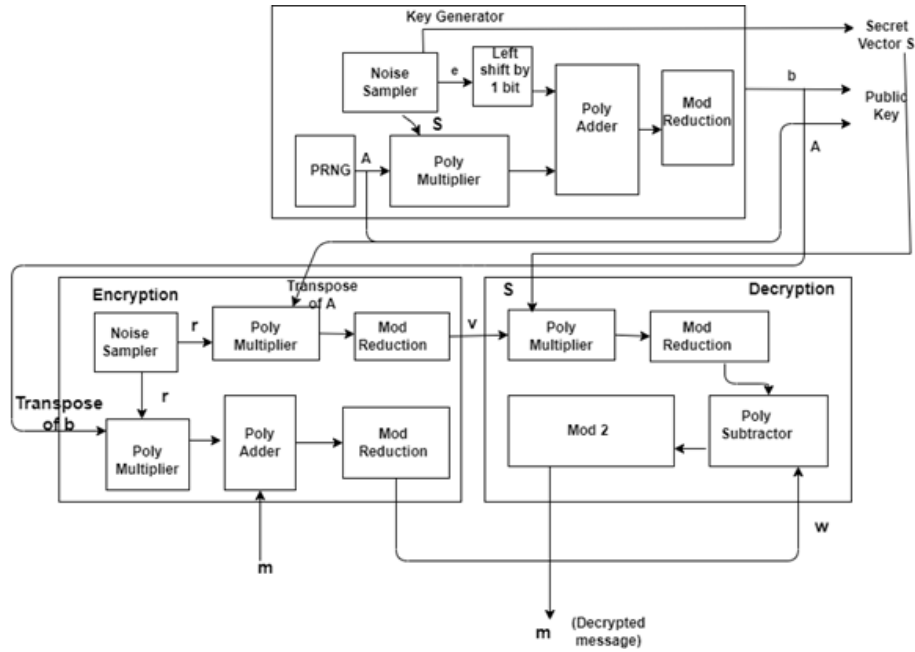 Key Generator
Secret
Vector S
Noise
Sampler
e
Left
shift by
1 bit
S
Poly
Adder
Mod
Reduction
b
Public
Key
A
PRNG
A
Poly
Multiplier
Encryption
Transpose
of A
Noise
Sampler
r
Poly
Multiplier
Mod
Reduction
v
r
Transpose
of b
Poly
Multiplier
Poly
Adder
Mod
Reduction
m
S
Decryption
Poly
Multiplier
Mod
Reduction
Mod 2
Poly
Subtractor
w
m
(Decrypted
message)